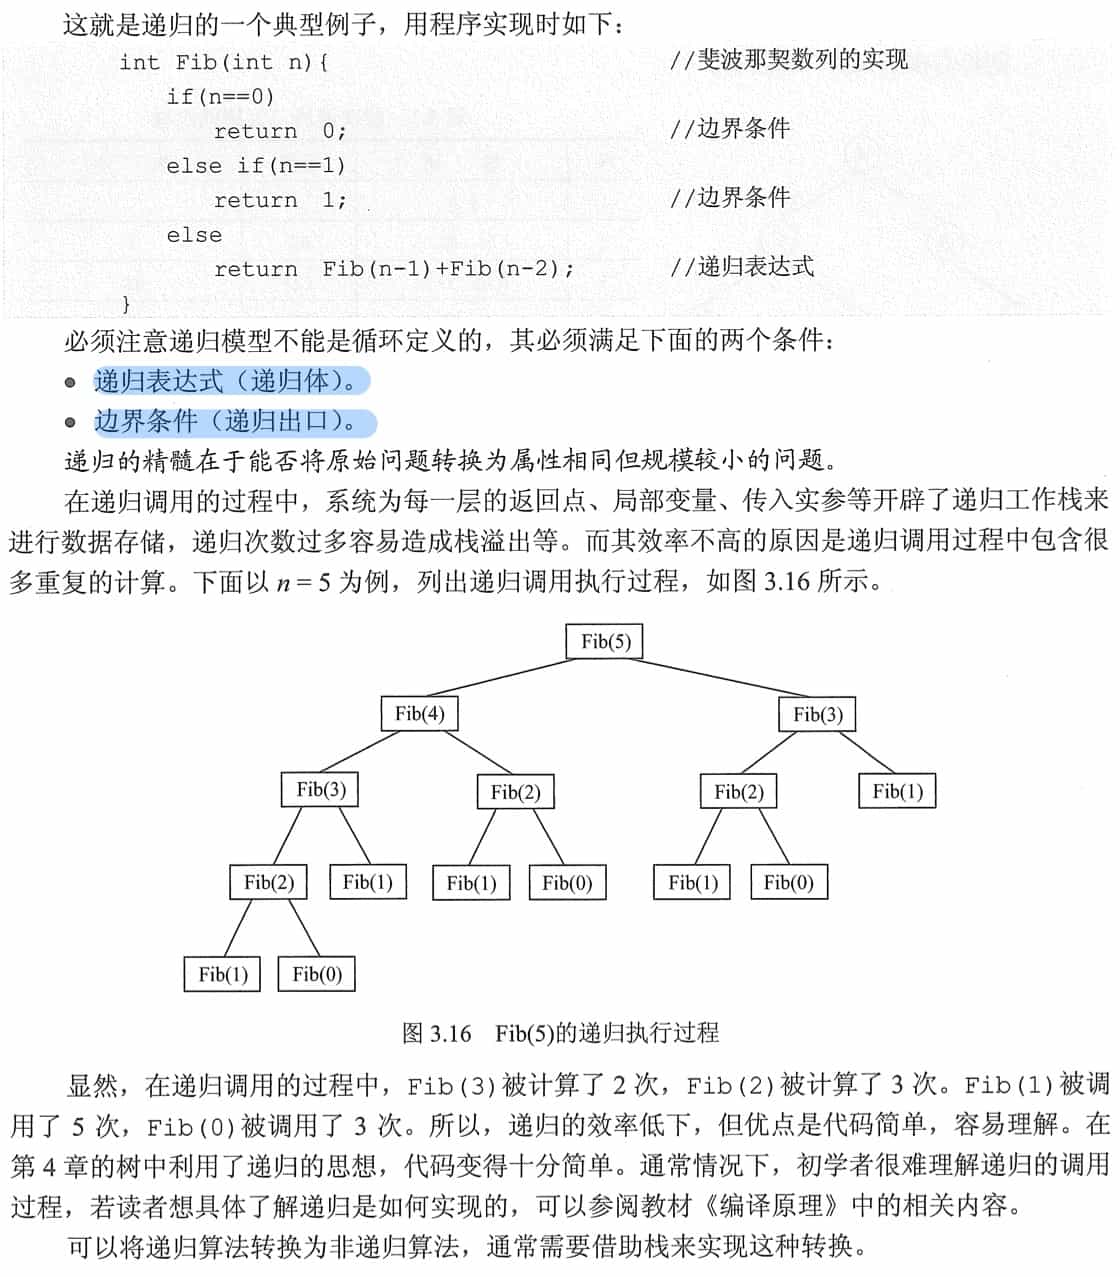 这就是递归的一个典型例子，用程序实现时如下：
int Fib(int n){ //斐波那契数列的实现
if(n==0)
return 0; //边界条件
else if(n==1)
return 1; //边界条件
else
return Fib(n-1)+Fib(n-2); //递归表达式
}
必须注意递归模型不能是循环定义的，其必须满足下面的两个条件：
● 递归表达式（递归体）。
● 边界条件（递归出口）。
递归的精髓在于能否将原始问题转换为属性相同但规模较小的问题。
在递归调用的过程中，系统为每一层的返回点、局部变量、传入实参等开辟了递归工作栈来
进行数据存储，递归次数过多容易造成栈溢出等。而其效率不高的原因是递归调用过程中包含很
多重复的计算。下面以 n = 5 为例，列出递归调用执行过程，如图 3.16 所示。
Fib(5)
Fib(4) Fib(3)
Fib(3) Fib(2) Fib(2) Fib(1)
Fib(2) Fib(1) Fib(1) Fib(0) Fib(1) Fib(0)
Fib(1) Fib(0)
图 3.16 Fib(5)的递归执行过程
显然，在递归调用的过程中，Fib(3)被计算了 2 次，Fib(2)被计算了 3 次。Fib(1)被调
用了 5 次，Fib(0)被调用了 3 次。所以，递归的效率低下，但优点是代码简单，容易理解。在
第 4 章的树中利用了递归的思想，代码变得十分简单。通常情况下，初学者很难理解递归的调用
过程，若读者想具体了解递归是如何实现的，可以参阅教材《编译原理》中的相关内容。
可以将递归算法转换为非递归算法，通常需要借助栈来实现这种转换。